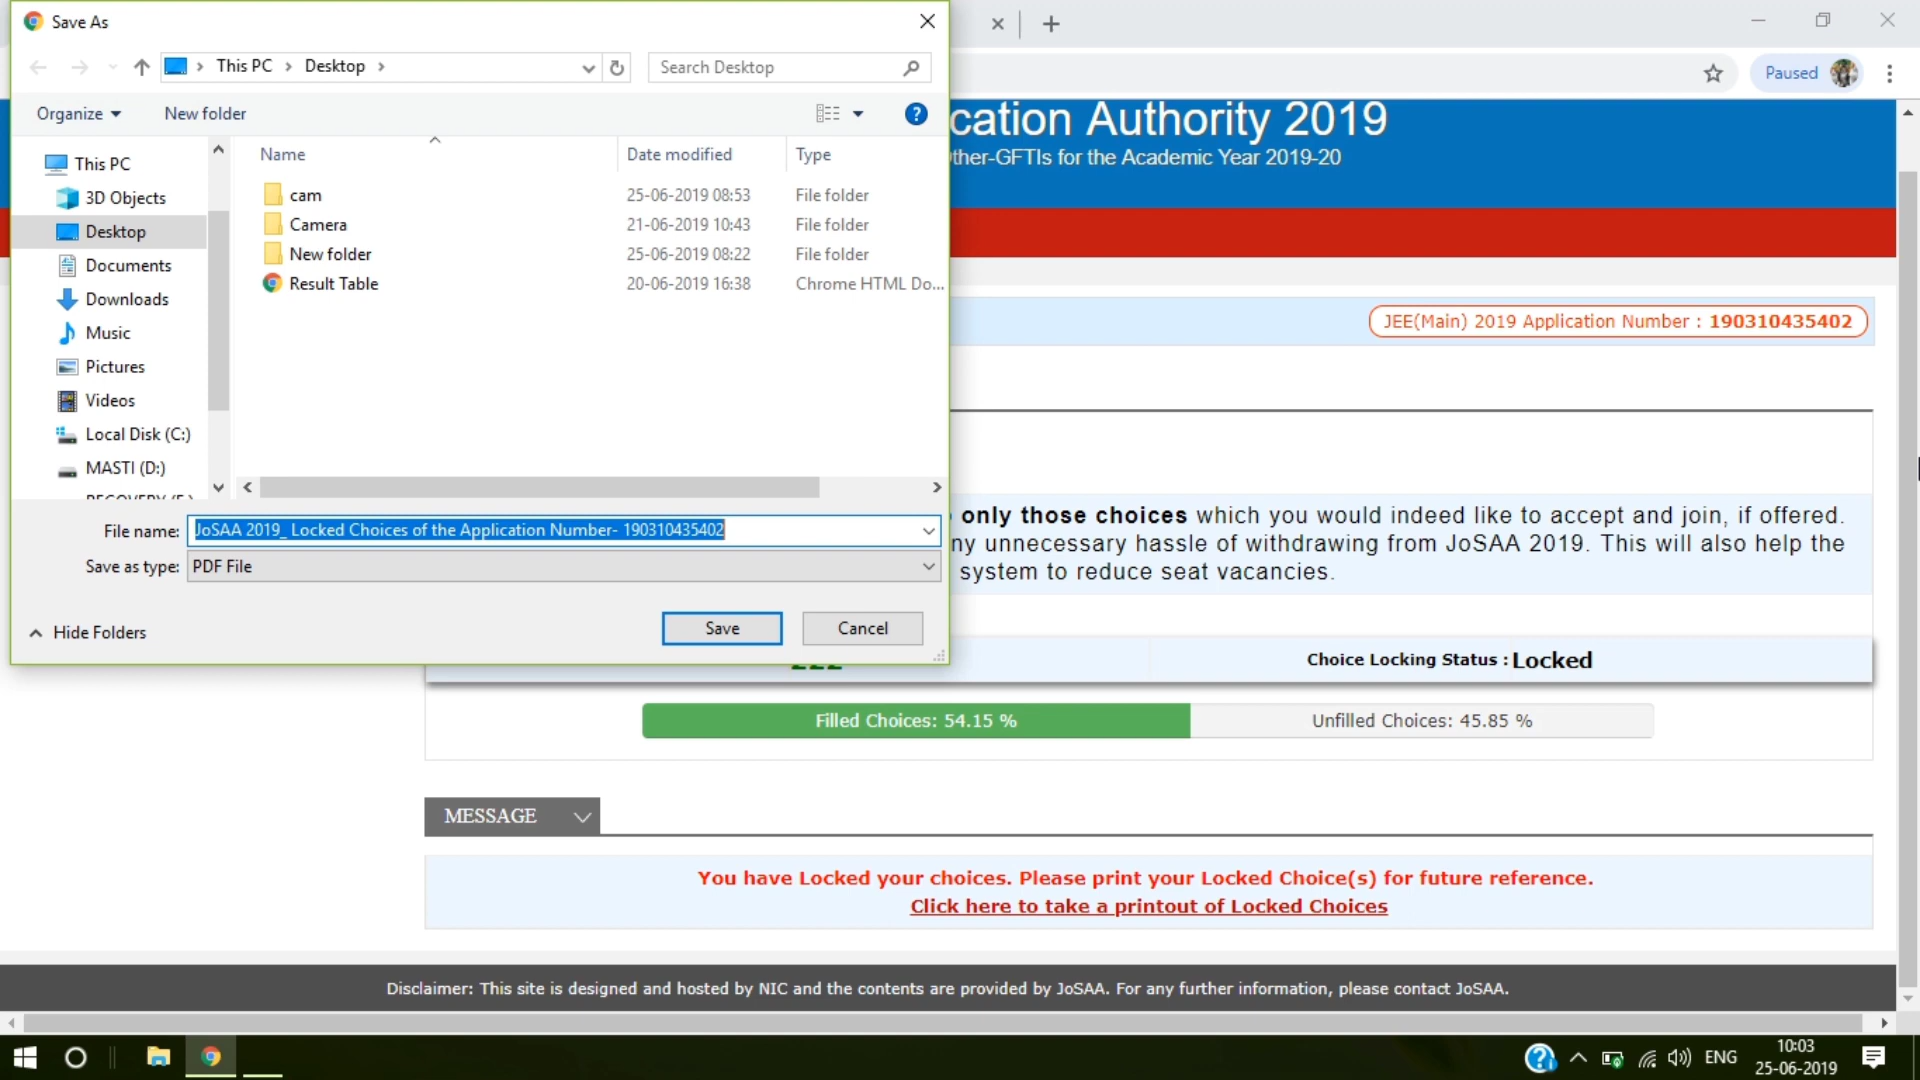 Save As
This PC > Desktop >
Search Desktop
Paused
Organize
New folder
cation Authority 2019
ther-GFTIs for the Academic Year 2019-20
Name
Date modified
Type
This PC
3D Objects
Desktop
Documents
Downloads
Music
Pictures
Videos
Local Disk (C:)
MASTI (D:)
cam 25-06-2019 08:53 File folder
Camera 21-06-2019 10:43 File folder
New folder 25-06-2019 08:22 File folder
Result Table 20-06-2019 16:38 Chrome HTML Do...
JEE(Main) 2019 Application Number : 190310435402
File name: JoSAA 2019_ Locked Choices of the Application Number- 190310435402
Save as type: PDF File
Hide Folders
Save
Cancel
only those choices which you would indeed like to accept and join, if offered.
ny unnecessary hassle of withdrawing from JoSAA 2019. This will also help the
system to reduce seat vacancies.
Choice Locking Status : Locked
Filled Choices: 54.15 %
Unfilled Choices: 45.85 %
MESSAGE
You have Locked your choices. Please print your Locked Choice(s) for future reference.
Click here to take a printout of Locked Choices
Disclaimer: This site is designed and hosted by NIC and the contents are provided by JoSAA. For any further information, please contact JoSAA.
ENG
10:03
25-06-2019